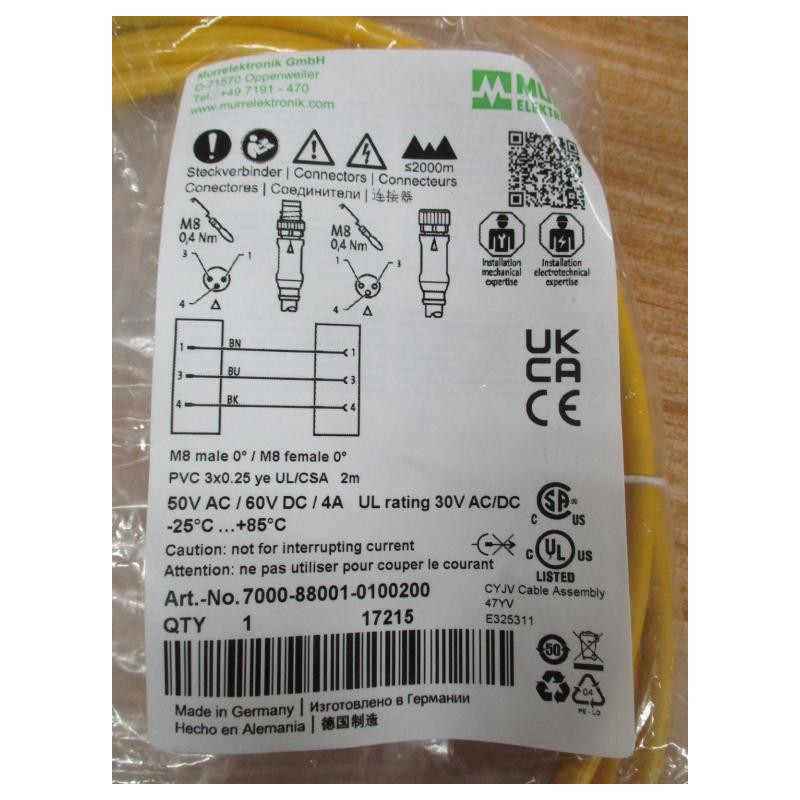 Murrelektronik GmbH
D-71570 Oppenweiler
Tel.: +49 7191 - 470
www.murrelektronik.com
≤2000m
Steckverbinder | Connectors | Connecteurs
Conectores | Соединители | 连接器
M8
0,4 Nm
M8
0,4 Nm
3 1
4
1 3
4
Installation
mechanical
expertise
Installation
electrotechnical
expertise
1 BN 1
3 BU 3
4 BK 4
UK
CA
CE
M8 male 0° / M8 female 0°
PVC 3x0.25 ye UL/CSA 2m
50V AC / 60V DC / 4A UL rating 30V AC/DC
-25°C ...+85°C
Caution: not for interrupting current
Attention: ne pas utiliser pour couper le courant
C SA US
C UL US
LISTED
CYJV Cable Assembly
47YV
E325311
Art.-No. 7000-88001-0100200
QTY 1 17215
50
04
PE - LD
Made in Germany | Изготовлено в Германии
Hecho en Alemania | 德国制造